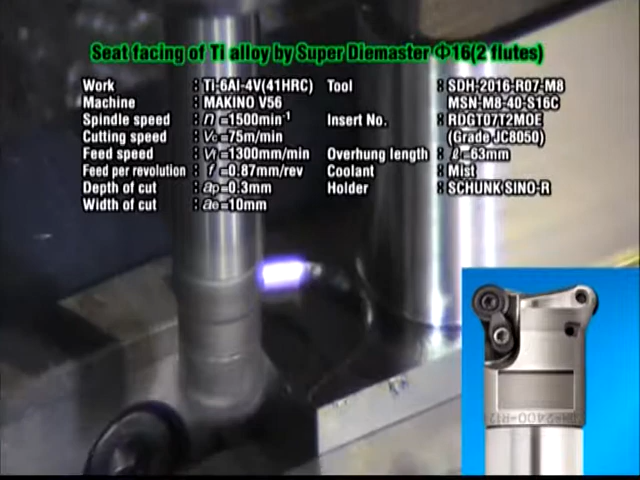 Seat facing of Ti alloy by Super Diemaster Φ16(2 flutes)
Work : Ti-6Al-4V(41HRC)
Machine : MAKINO V56
Spindle speed : n =1500min-1
Cutting speed : Vc=75m/min
Feed speed : Vf=1300mm/min
Feed per revolution : f =0.87mm/rev
Depth of cut : ap=0.3mm
Width of cut : ae=10mm
Tool : SDH-2016-R07-M8
MSN-M8-40-S16C
Insert No. : RDGT07T2MOE
(Grade JC8050)
Overhung length : ℓ=63mm
Coolant : Mist
Holder : SCHUNK SINO-R